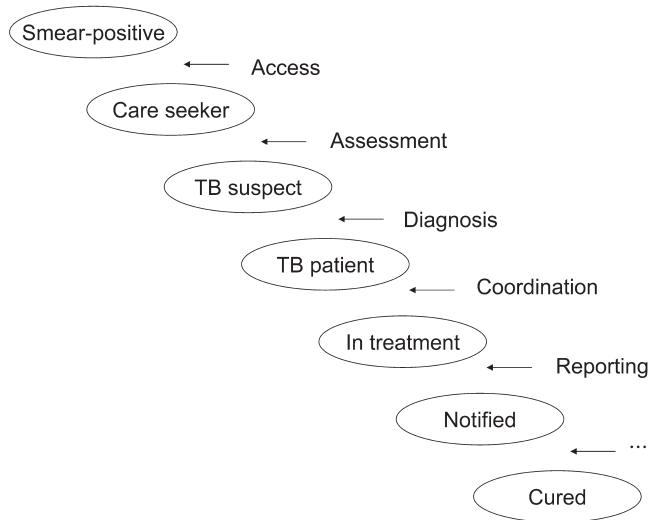 Smear-positive
Access
Care seeker
Assessment
TB suspect
Diagnosis
TB patient
Coordination
In treatment
Reporting
Notified
...
Cured